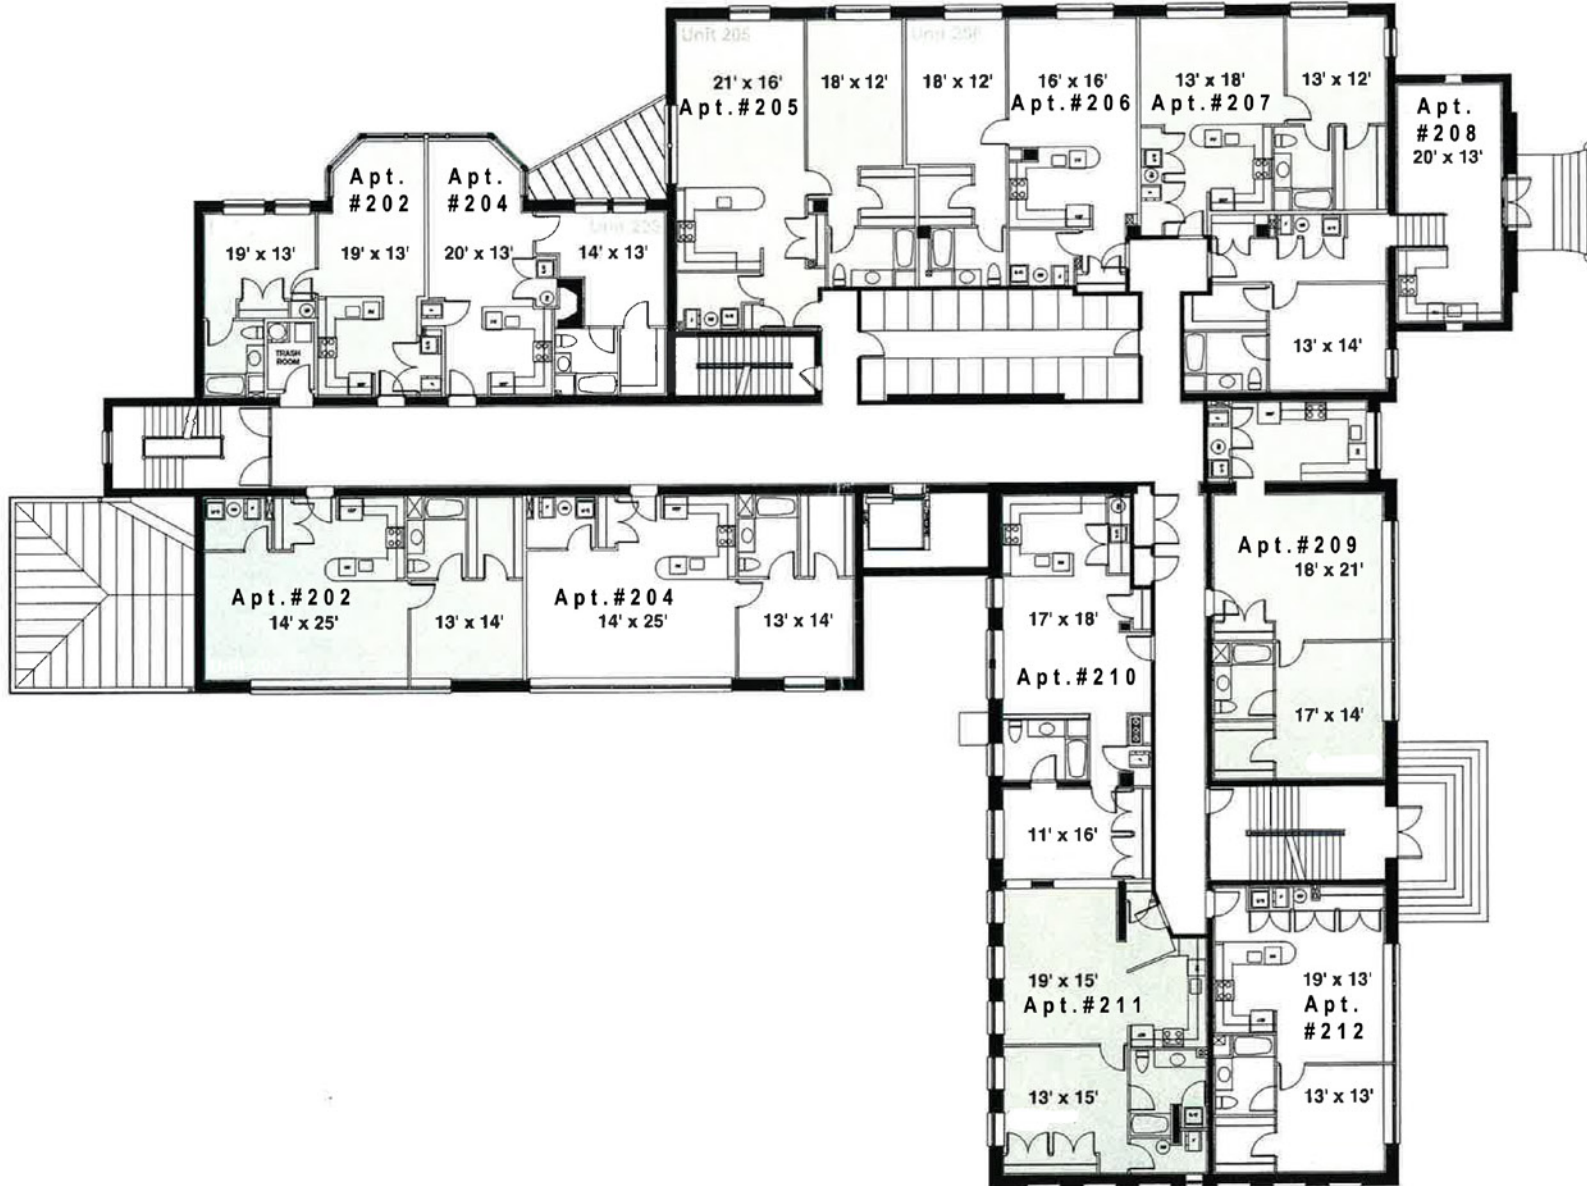 Unit 205
21' x 16'
Apt.#205
18' x 12'
18' x 12'
16' x 16'
Apt.#206
13' x 18'
Apt.#207
13' x 12'
Apt.
#208
20' x 13'
Apt.
#202
19' x 13'
19' x 13'
Apt.
#204
20' x 13'
14' x 13'
TRASH
ROOM
13' x 14'
Apt.#202
14' x 25'
13' x 14'
Apt.#204
14' x 25'
13' x 14'
17' x 18'
Apt.#210
Apt.#209
18' x 21'
17' x 14'
11' x 16'
19' x 15'
Apt.#211
13' x 15'
19' x 13'
Apt.
#212
13' x 13'